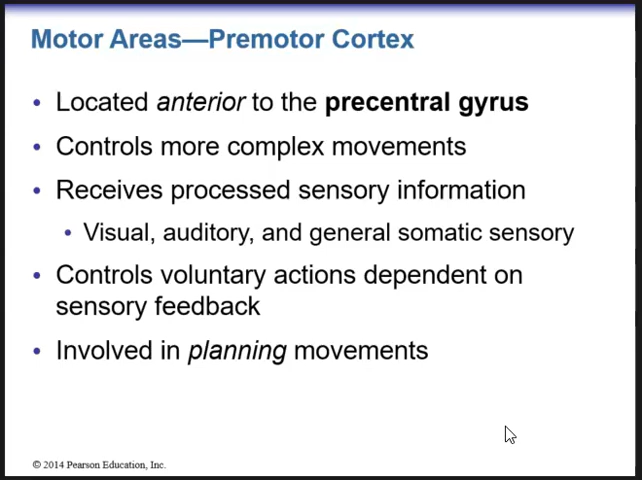 Motor Areas—Premotor Cortex
• Located anterior to the precentral gyrus
• Controls more complex movements
• Receives processed sensory information
• Visual, auditory, and general somatic sensory
• Controls voluntary actions dependent on
sensory feedback
• Involved in planning movements
© 2014 Pearson Education, Inc.